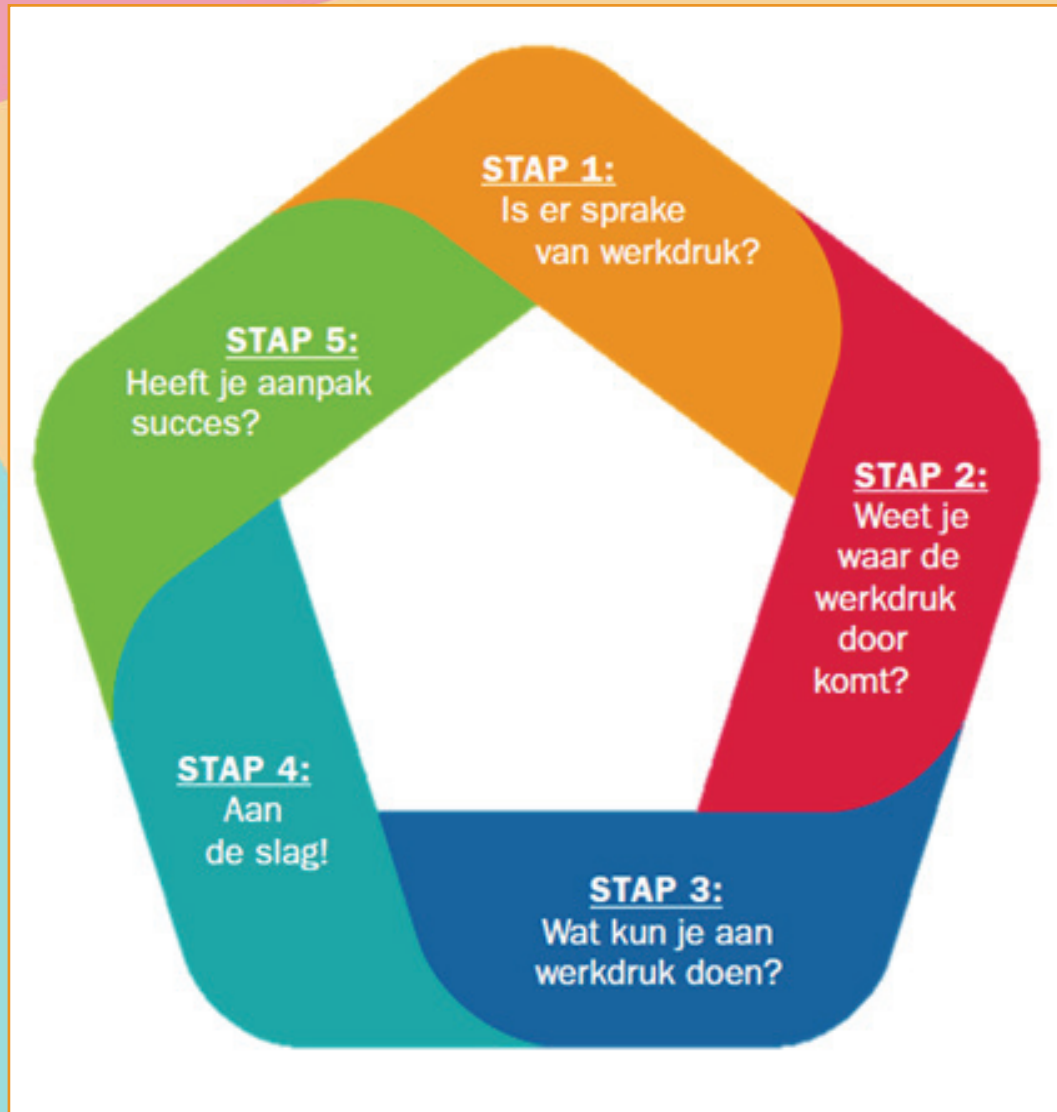 STAP 1:
Is er sprake
van werkdruk?
STAP 2:
Weet je
waar de
werkdruk
door
komt?
STAP 3:
Wat kun je aan
werkdruk doen?
STAP 4:
Aan
de slag!
STAP 5:
Heeft je aanpak
succes?